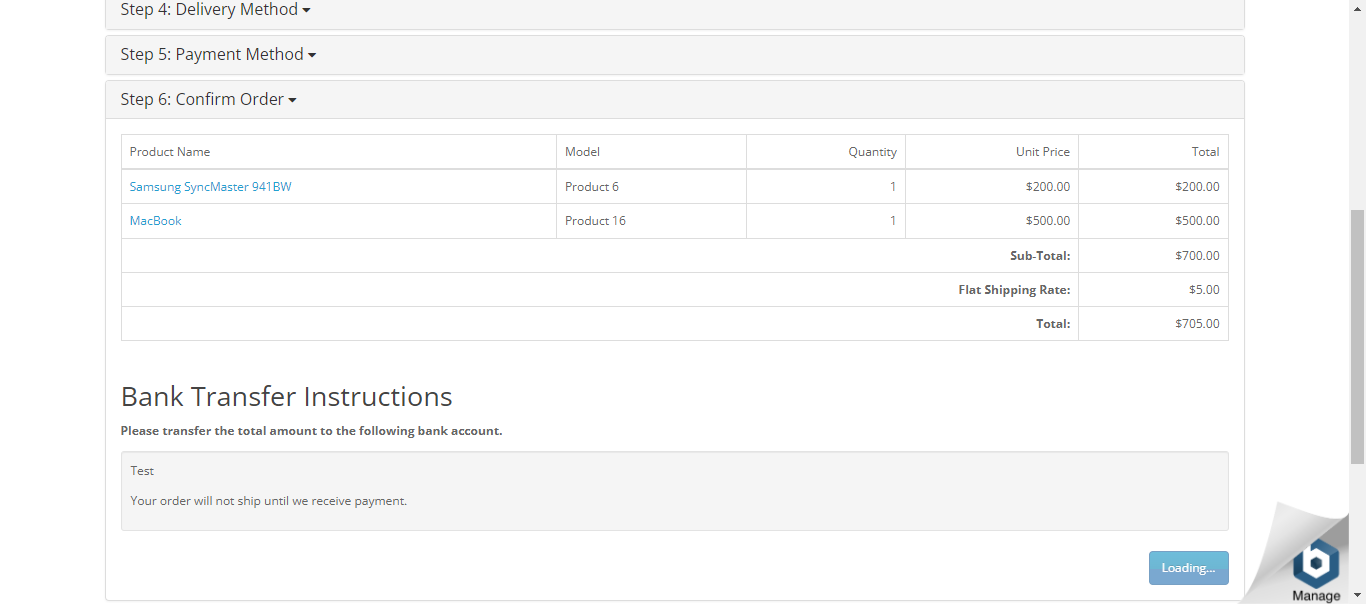 Step 4: Delivery Method
Step 5: Payment Method
Step 6: Confirm Order
Product Name Model Quantity Unit Price Total
Samsung SyncMaster 941BW Product 6 1 $200.00 $200.00
MacBook Product 16 1 $500.00 $500.00
Sub-Total: $700.00
Flat Shipping Rate: $5.00
Total: $705.00
Bank Transfer Instructions
Please transfer the total amount to the following bank account.
Test
Your order will not ship until we receive payment.
Loading...
b
Manage